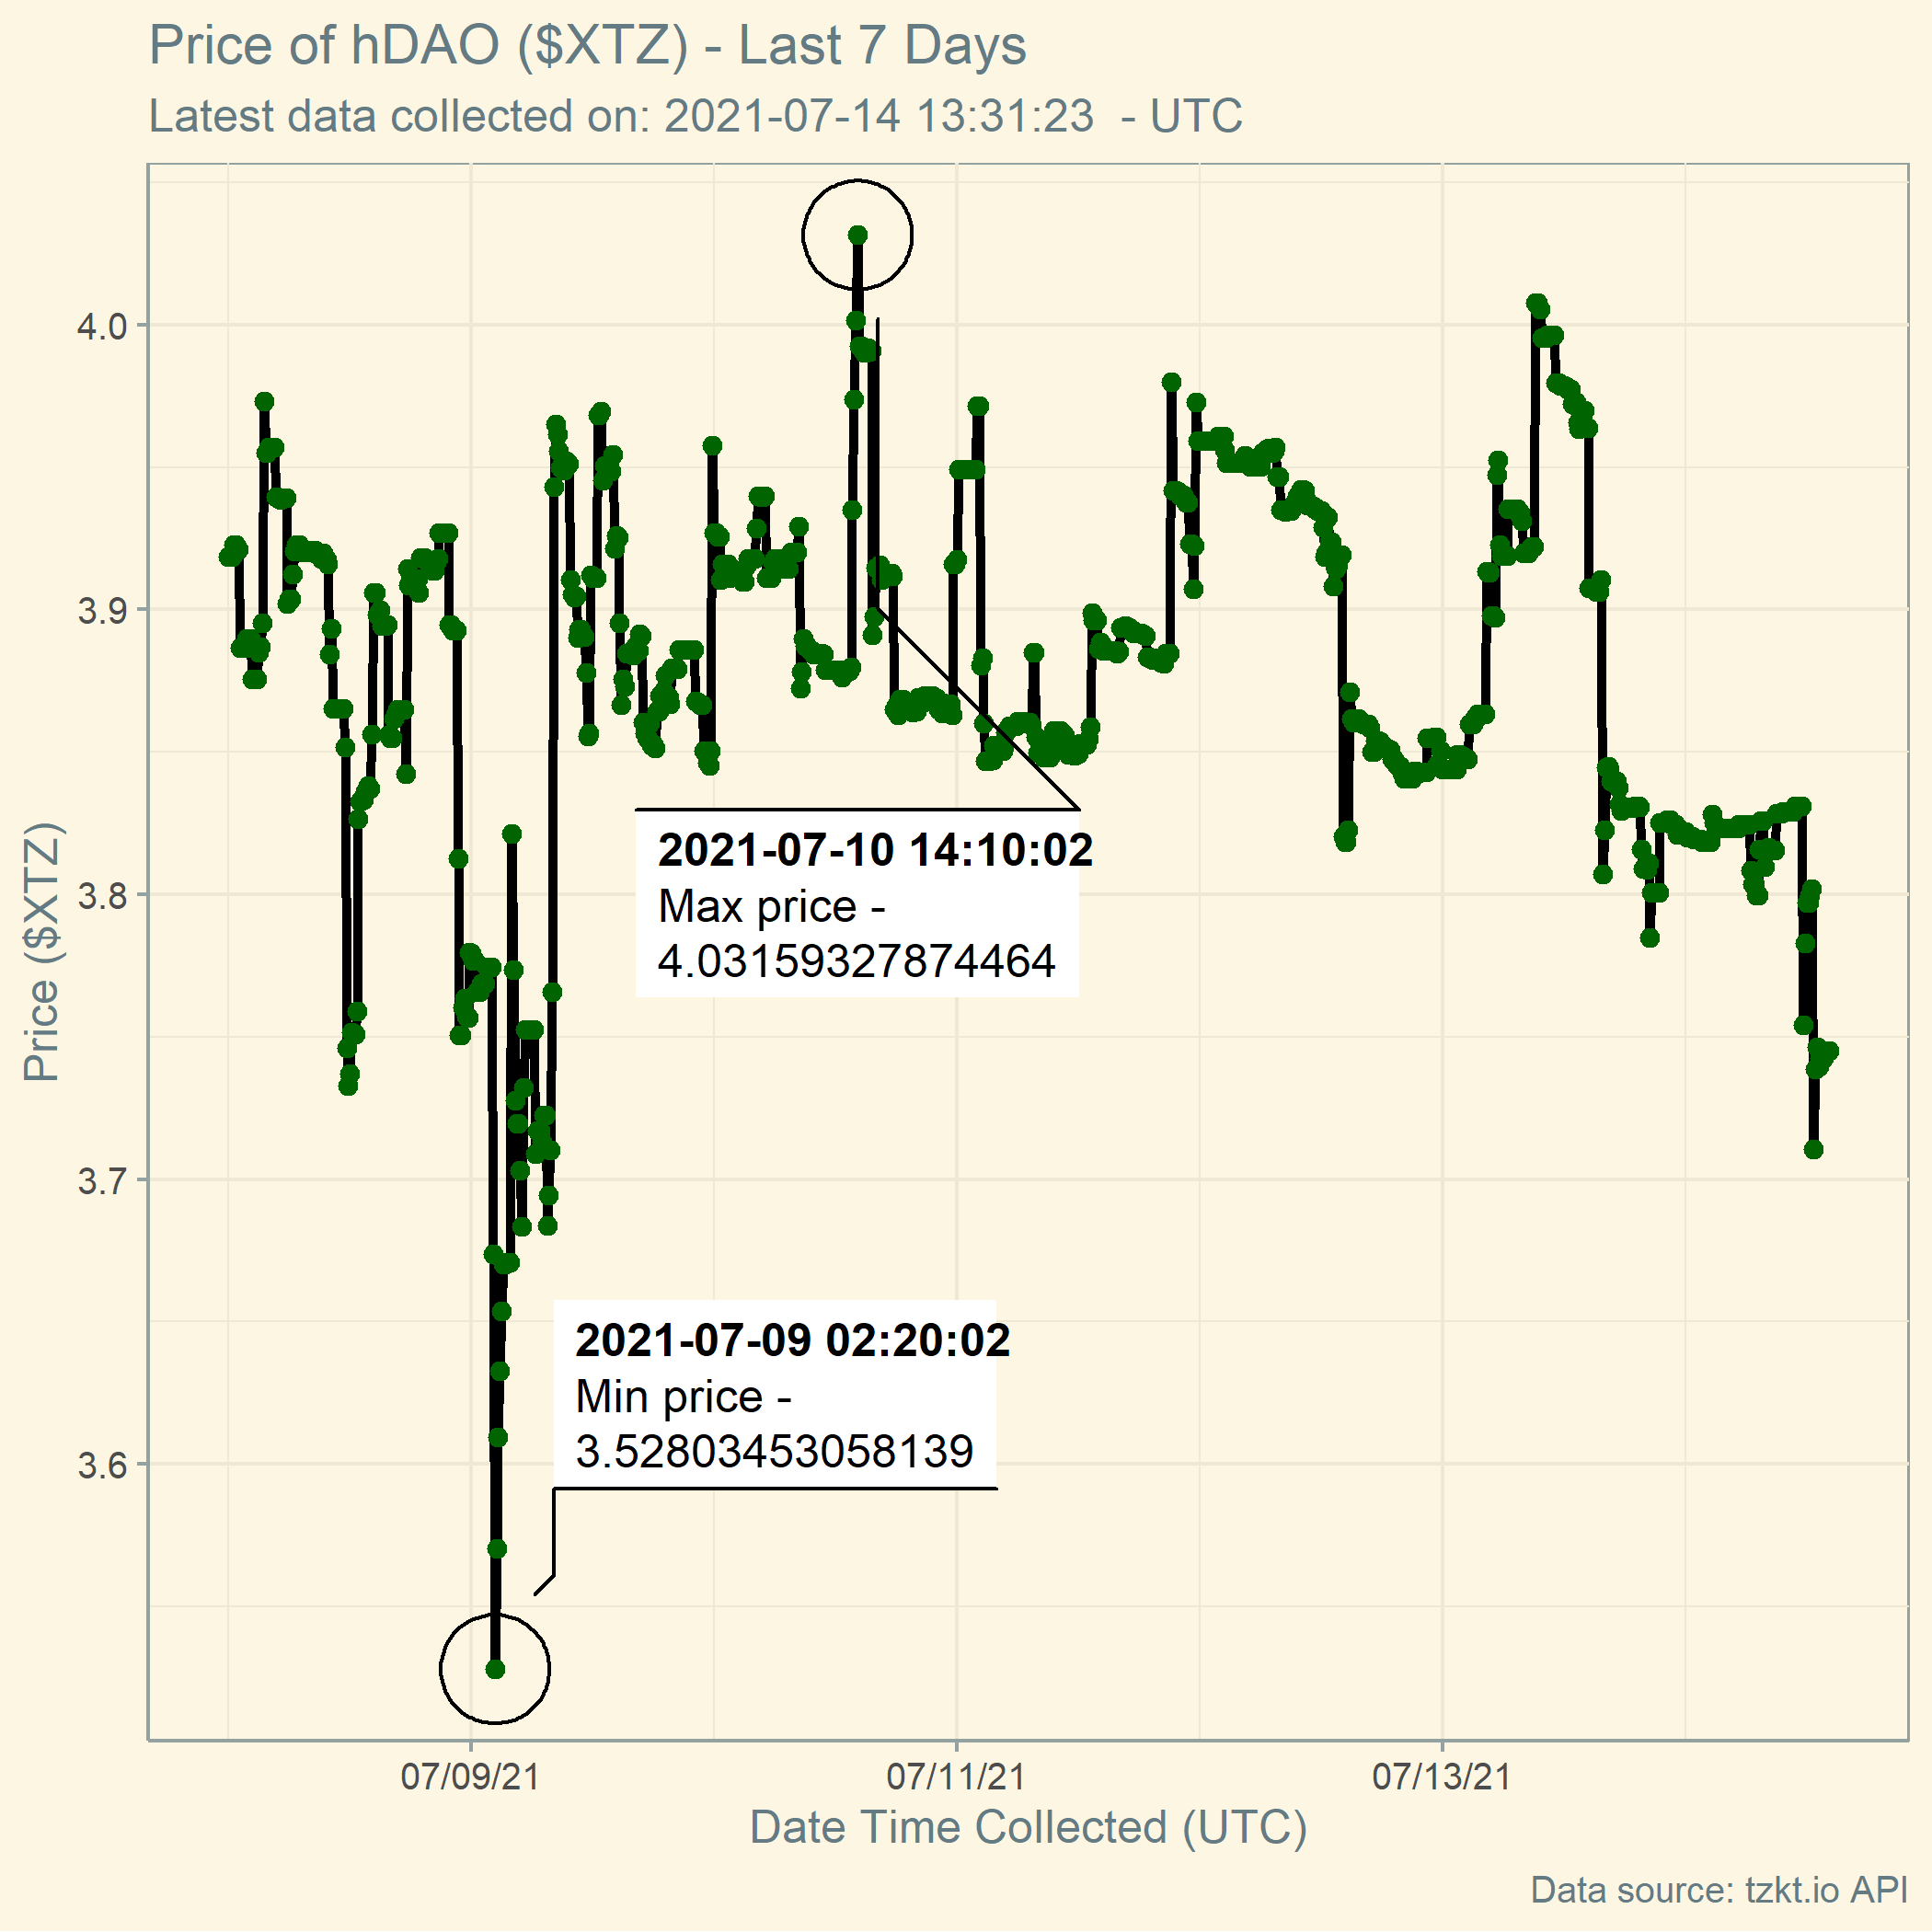 Price of hDAO ($XTZ) - Last 7 Days
Latest data collected on: 2021-07-14 13:31:23  - UTC
Price ($XTZ)
4.0
3.9
3.8
3.7
3.6
2021-07-10 14:10:02
Max price -
4.03159327874464
2021-07-09 02:20:02
Min price -
3.52803453058139
07/09/21
07/11/21
07/13/21
Date Time Collected (UTC)
Data source: tzkt.io API